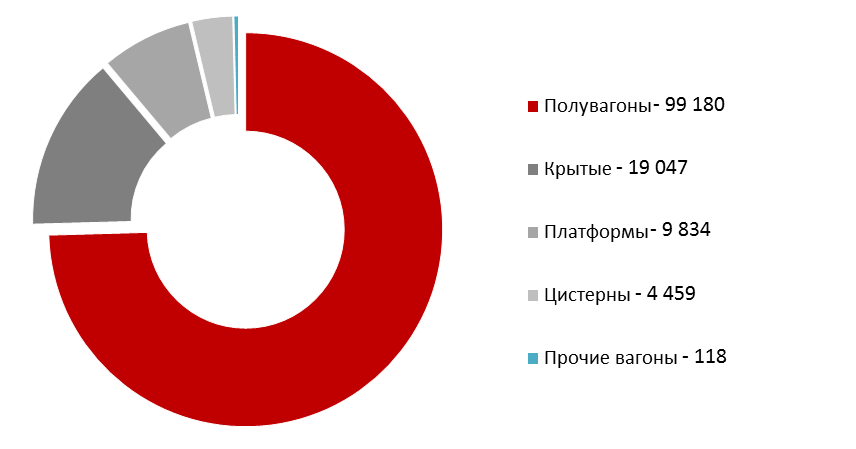 Полувагоны- 99 180
Крытые - 19 047
Платформы- 9 834
Цистерны - 4 459
Прочие вагоны - 118